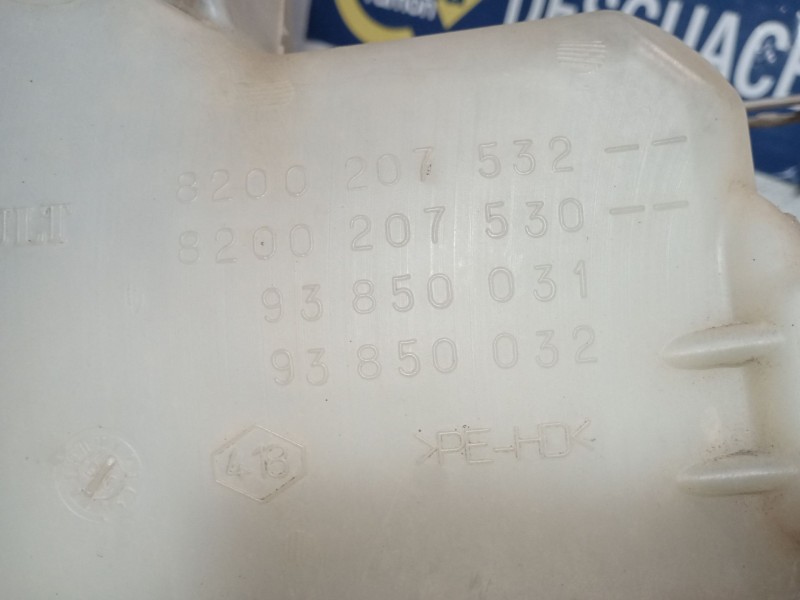 DESGUACE
8200 207 532 --
8200 207 530 --
93 850 031
93 850 032
>PE-HD<